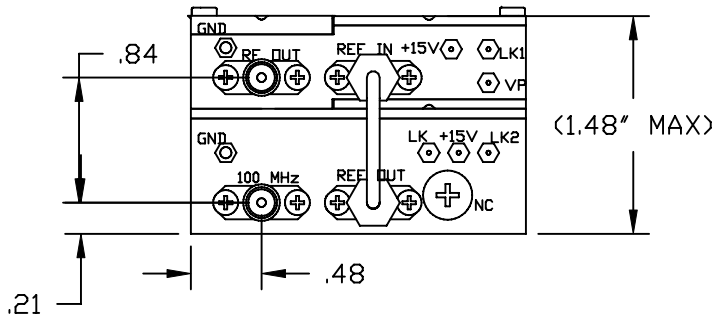 GND
.84
RF OUT
REF IN
+15V
LK1
VP
(1.48" MAX)
GND
LK
+15V
LK2
100 MHz
REF OUT
NC
.48
.21